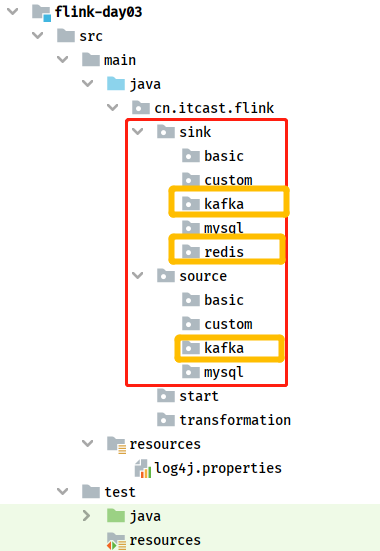 flink-day03
src
main
java
cn.itcast.flink
sink
basic
custom
kafka
mysql
redis
source
basic
custom
kafka
mysql
start
transformation
resources
log4j.properties
test
java
resources